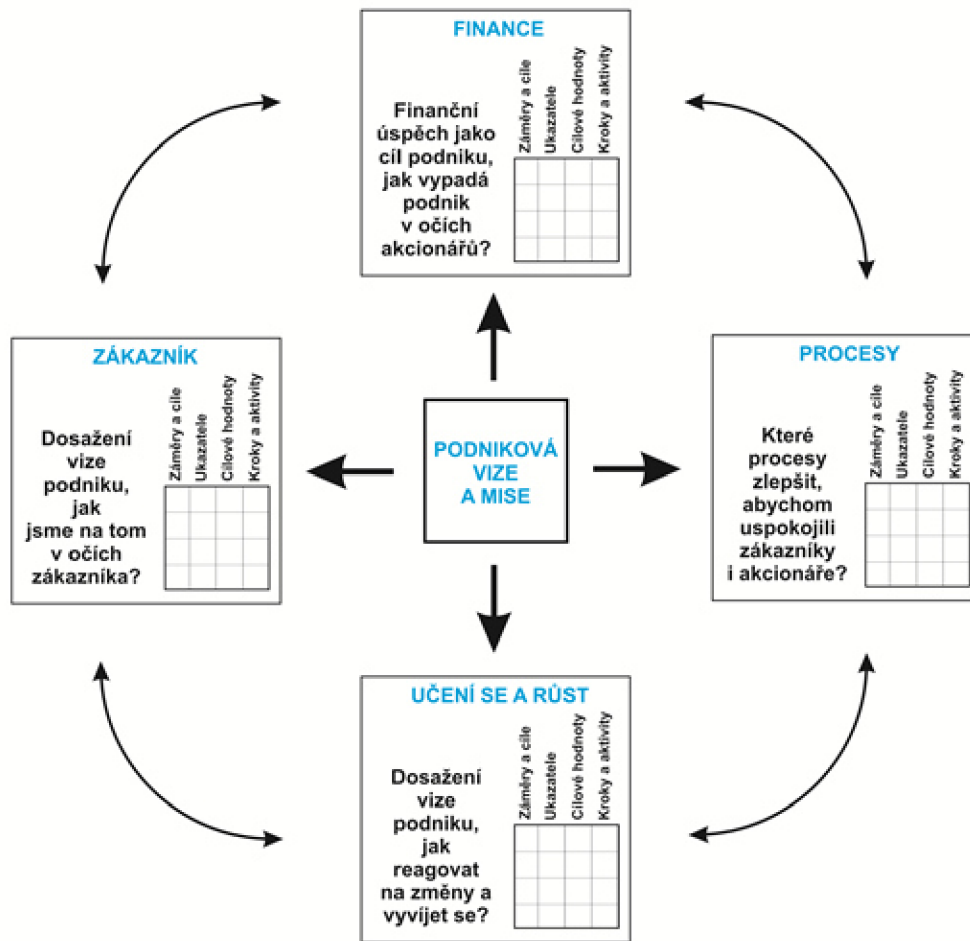 FINANCE
Finanční
úspěch jako
cíl podniku,
jak vypadá
podnik
v očích
akcionářů?
Záměry a cíle
Ukazatele
Cílové hodnoty
Kroky a aktivity
ZÁKAZNÍK
Dosažení
vize
podniku,
jak
jsme na tom
v očích
zákazníka?
Záměry a cíle
Ukazatele
Cílové hodnoty
Kroky a aktivity
PODNIKOVÁ
VIZE
A MISE
PROCESY
Které
procesy
zlepšit,
abychom
uspokojili
zákazníky
i akcionáře?
Záměry a cíle
Ukazatele
Cílové hodnoty
Kroky a aktivity
UČENÍ SE A RŮST
Dosažení
vize
podniku,
jak
reagovat
na změny a
vyvíjet se?
Záměry a cíle
Ukazatele
Cílové hodnoty
Kroky a aktivity